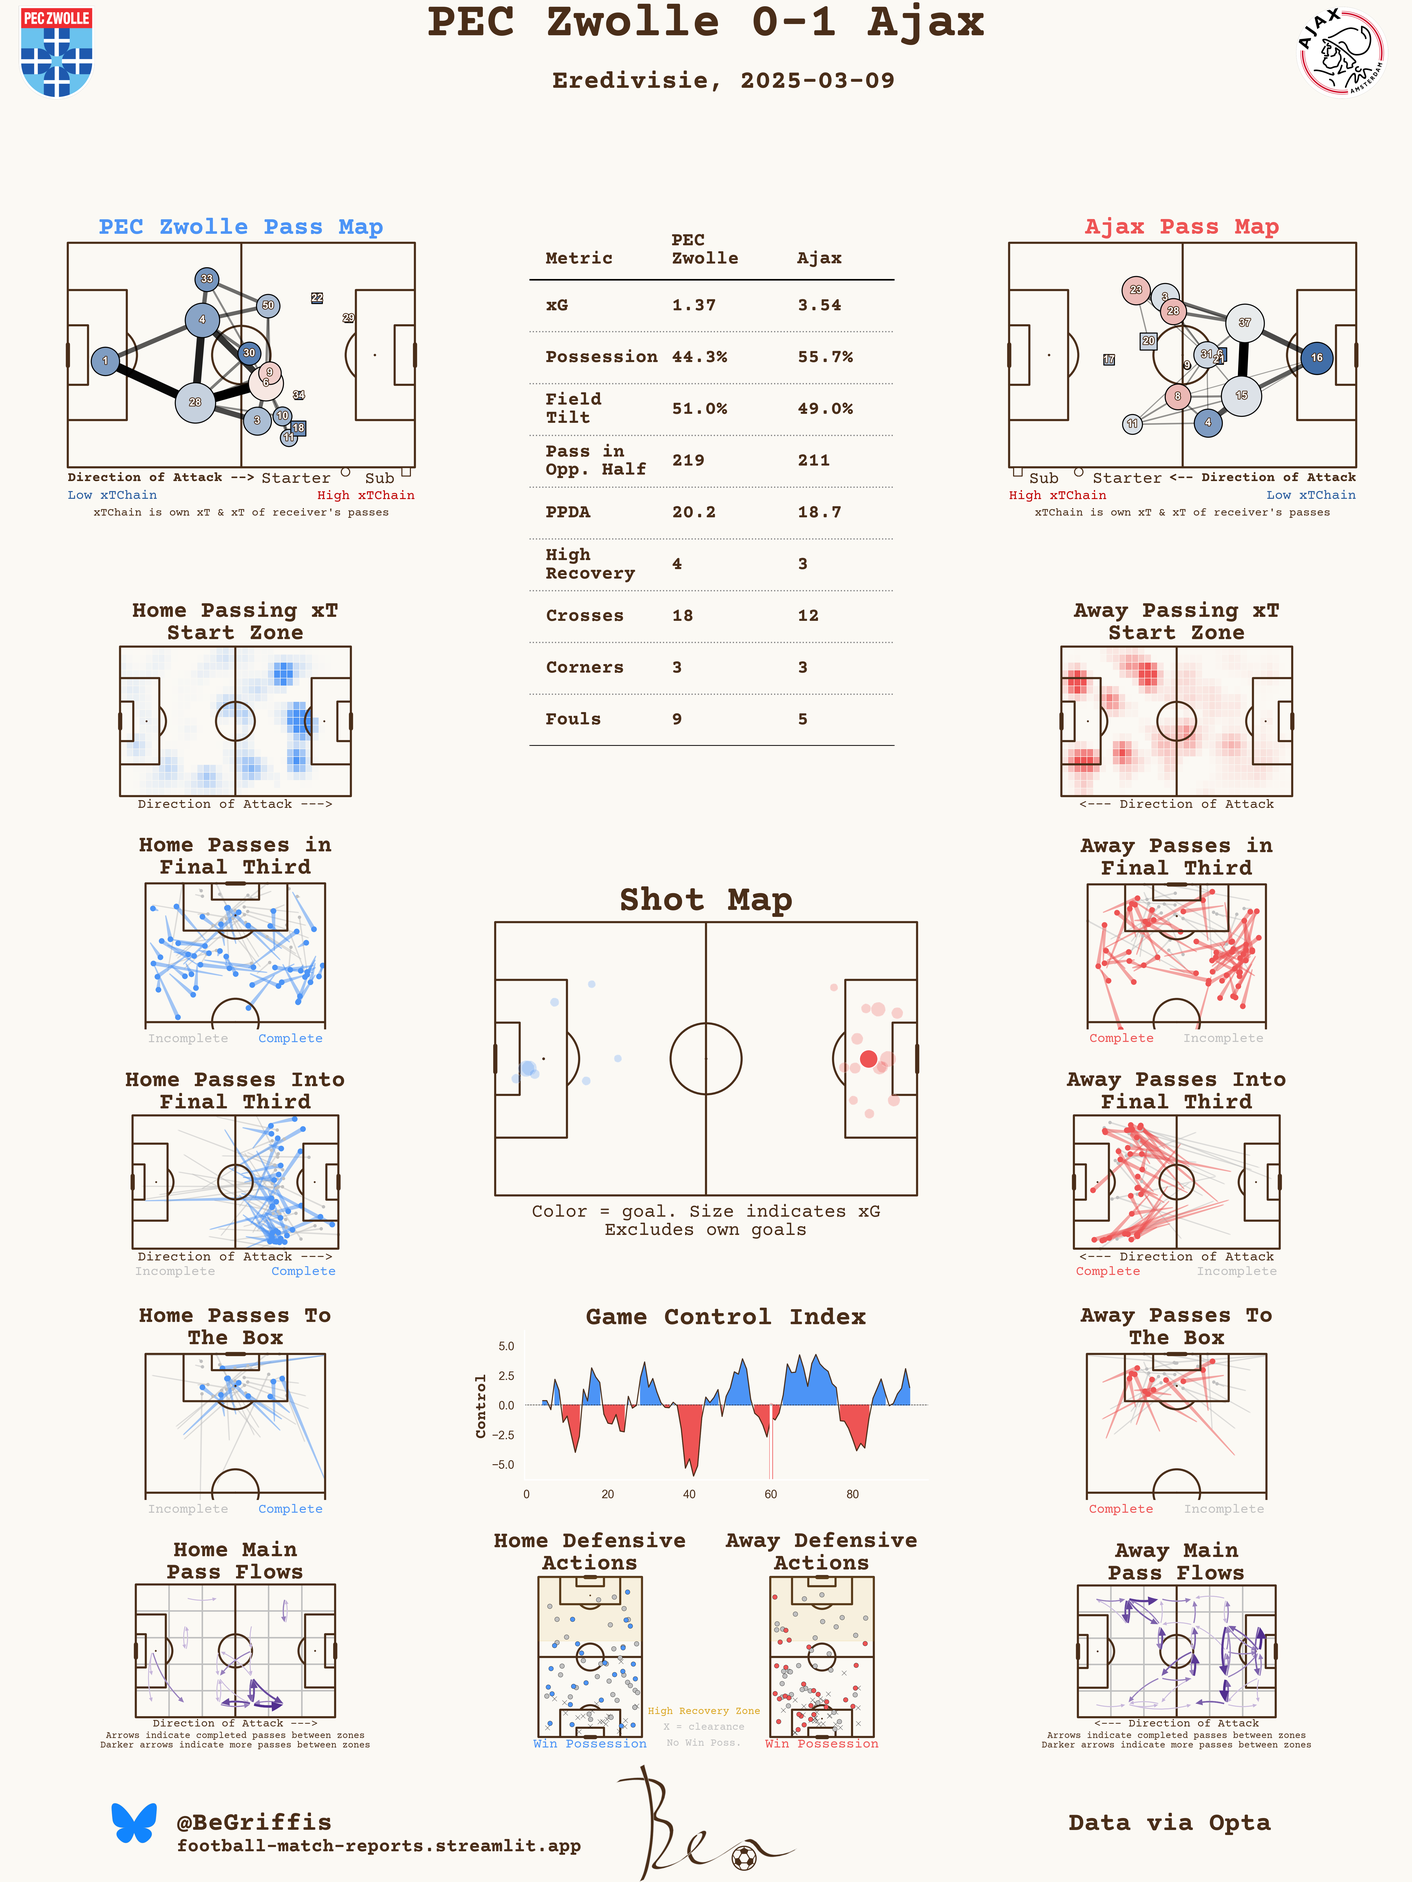 PEC Zwolle 0-1 Ajax
Eredivisie, 2025-03-09
PEC ZWOLLE
AJAX
AMSTERDAM
PEC Zwolle Pass Map
33
50
22
29
4
30
1
9
6
34
28
3
10
18
11
Direction of Attack --> Starter Sub
Low xTChain High xTChain
xTChain is own xT & xT of receiver's passes
Metric PEC Zwolle Ajax
xG 1.37 3.54
Possession 44.3% 55.7%
Field Tilt 51.0% 49.0%
Pass in Opp. Half 219 211
PPDA 20.2 18.7
High Recovery 4 3
Crosses 18 12
Corners 3 3
Fouls 9 5
Ajax Pass Map
23
3
28
37
20
31
21
17
9
16
8
15
11
4
Sub Starter <-- Direction of Attack
High xTChain Low xTChain
xTChain is own xT & xT of receiver's passes
Home Passing xT
Start Zone
Direction of Attack --->
Away Passing xT
Start Zone
<--- Direction of Attack
Home Passes in
Final Third
Incomplete Complete
Away Passes in
Final Third
Complete Incomplete
Shot Map
Color = goal. Size indicates xG
Excludes own goals
Home Passes Into
Final Third
Direction of Attack --->
Incomplete Complete
Away Passes Into
Final Third
<--- Direction of Attack
Complete Incomplete
Home Passes To
The Box
Incomplete Complete
Game Control Index
Control
5.0
2.5
0.0
−2.5
−5.0
0 20 40 60 80
Away Passes To
The Box
Complete Incomplete
Home Main
Pass Flows
Direction of Attack --->
Arrows indicate completed passes between zones
Darker arrows indicate more passes between zones
Home Defensive
Actions
Win Possession
High Recovery Zone
X = clearance
No Win Poss.
Away Defensive
Actions
Win Possession
Away Main
Pass Flows
<--- Direction of Attack
Arrows indicate completed passes between zones
Darker arrows indicate more passes between zones
@BeGriffis
football-match-reports.streamlit.app
Ben
Data via Opta